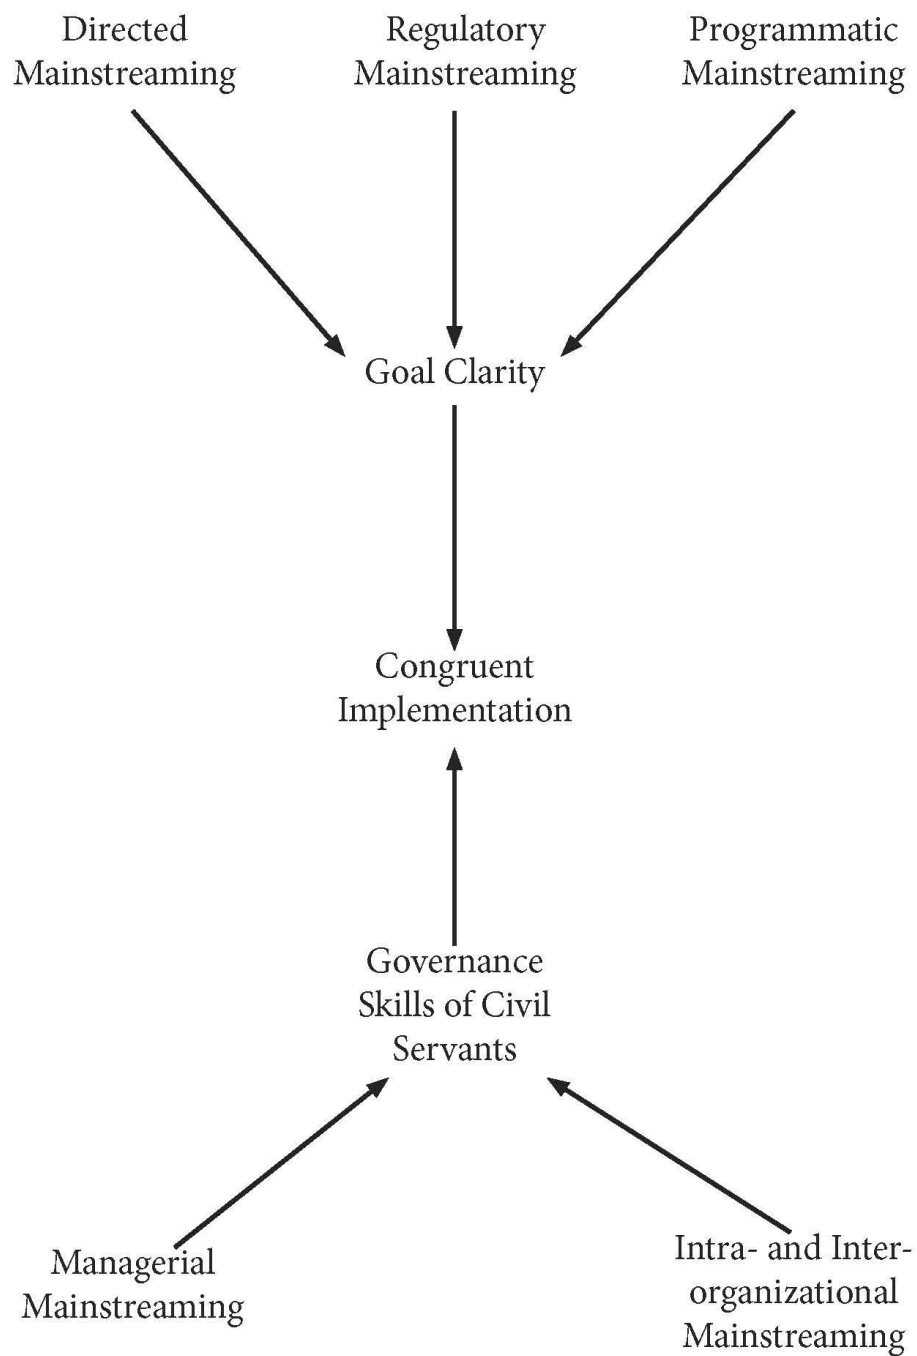 Directed
Mainstreaming
Regulatory
Mainstreaming
Programmatic
Mainstreaming
Goal Clarity
Congruent
Implementation
Governance
Skills of Civil
Servants
Managerial
Mainstreaming
Intra- and Inter-
organizational
Mainstreaming